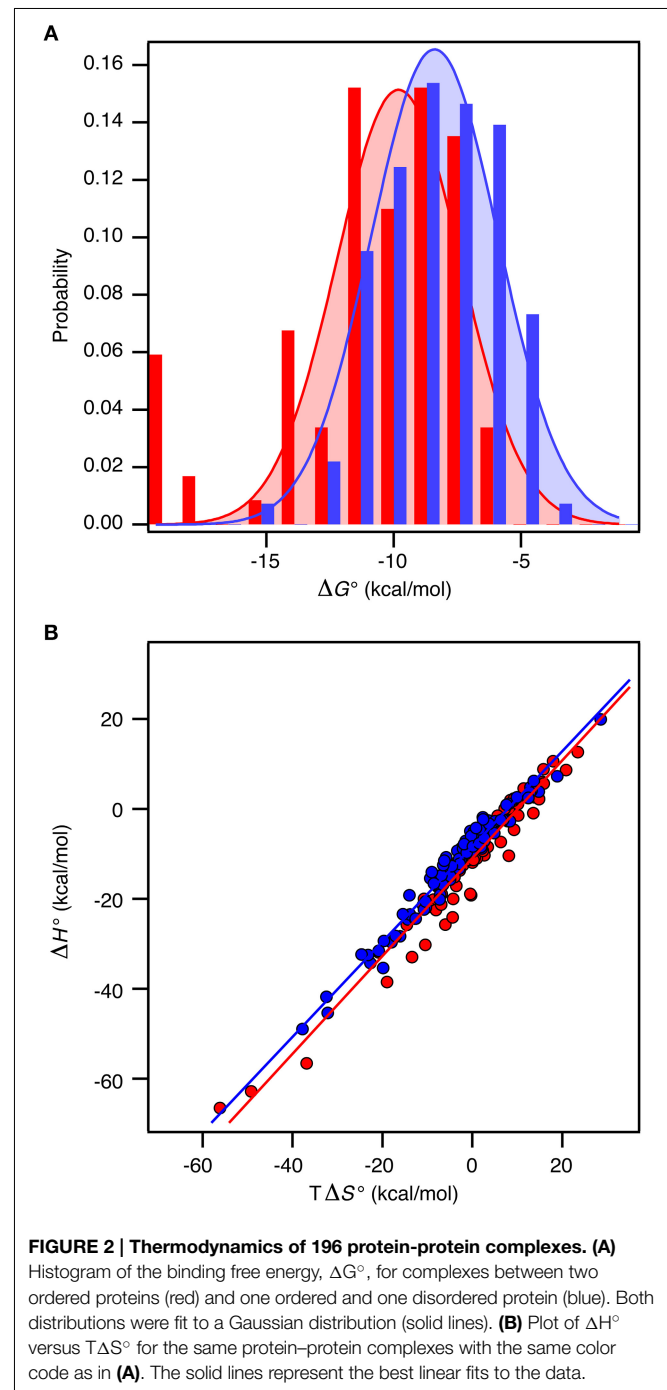 A
0.16
0.14
0.12
0.10
0.08
0.06
0.04
0.02
0.00
Probability
-15
-10
-5
ΔG° (kcal/mol)
B
20
0
-20
-40
-60
ΔH° (kcal/mol)
-60
-40
-20
0
20
TΔS° (kcal/mol)
FIGURE 2 | Thermodynamics of 196 protein-protein complexes. (A)
Histogram of the binding free energy, ΔG°, for complexes between two
ordered proteins (red) and one ordered and one disordered protein (blue). Both
distributions were fit to a Gaussian distribution (solid lines). (B) Plot of ΔH°
versus TΔS° for the same protein–protein complexes with the same color
code as in (A). The solid lines represent the best linear fits to the data.